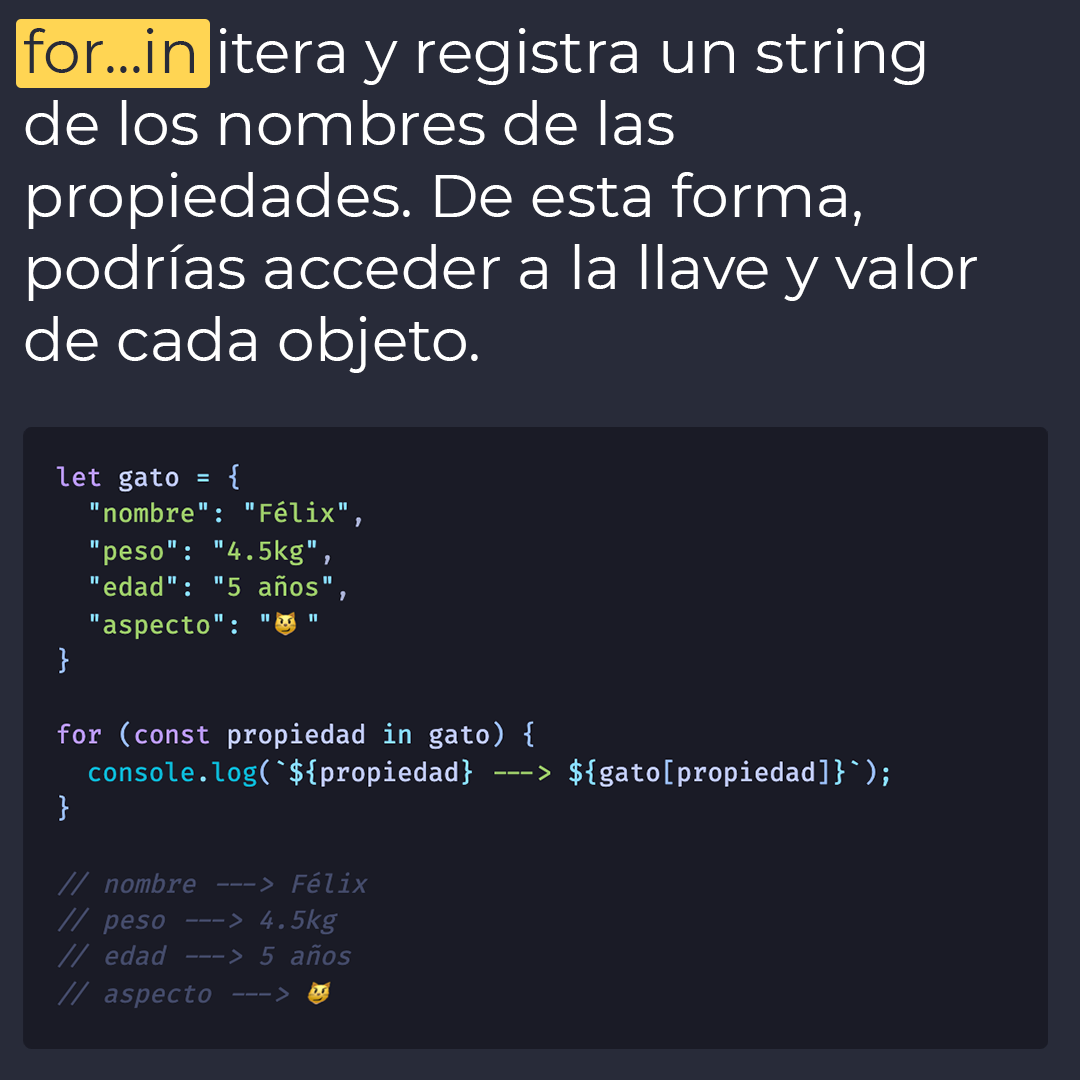 for...in itera y registra un string
de los nombres de las
propiedades. De esta forma,
podrías acceder a la llave y valor
de cada objeto.
let gato = {
  "nombre": "Félix",
  "peso": "4.5kg",
  "edad": "5 años",
  "aspecto": "😼 "
}
for (const propiedad in gato) {
  console.log(`${propiedad} ---> ${gato[propiedad]}`);
}
// nombre ---> Félix
// peso ---> 4.5kg
// edad ---> 5 años
// aspecto ---> 😼